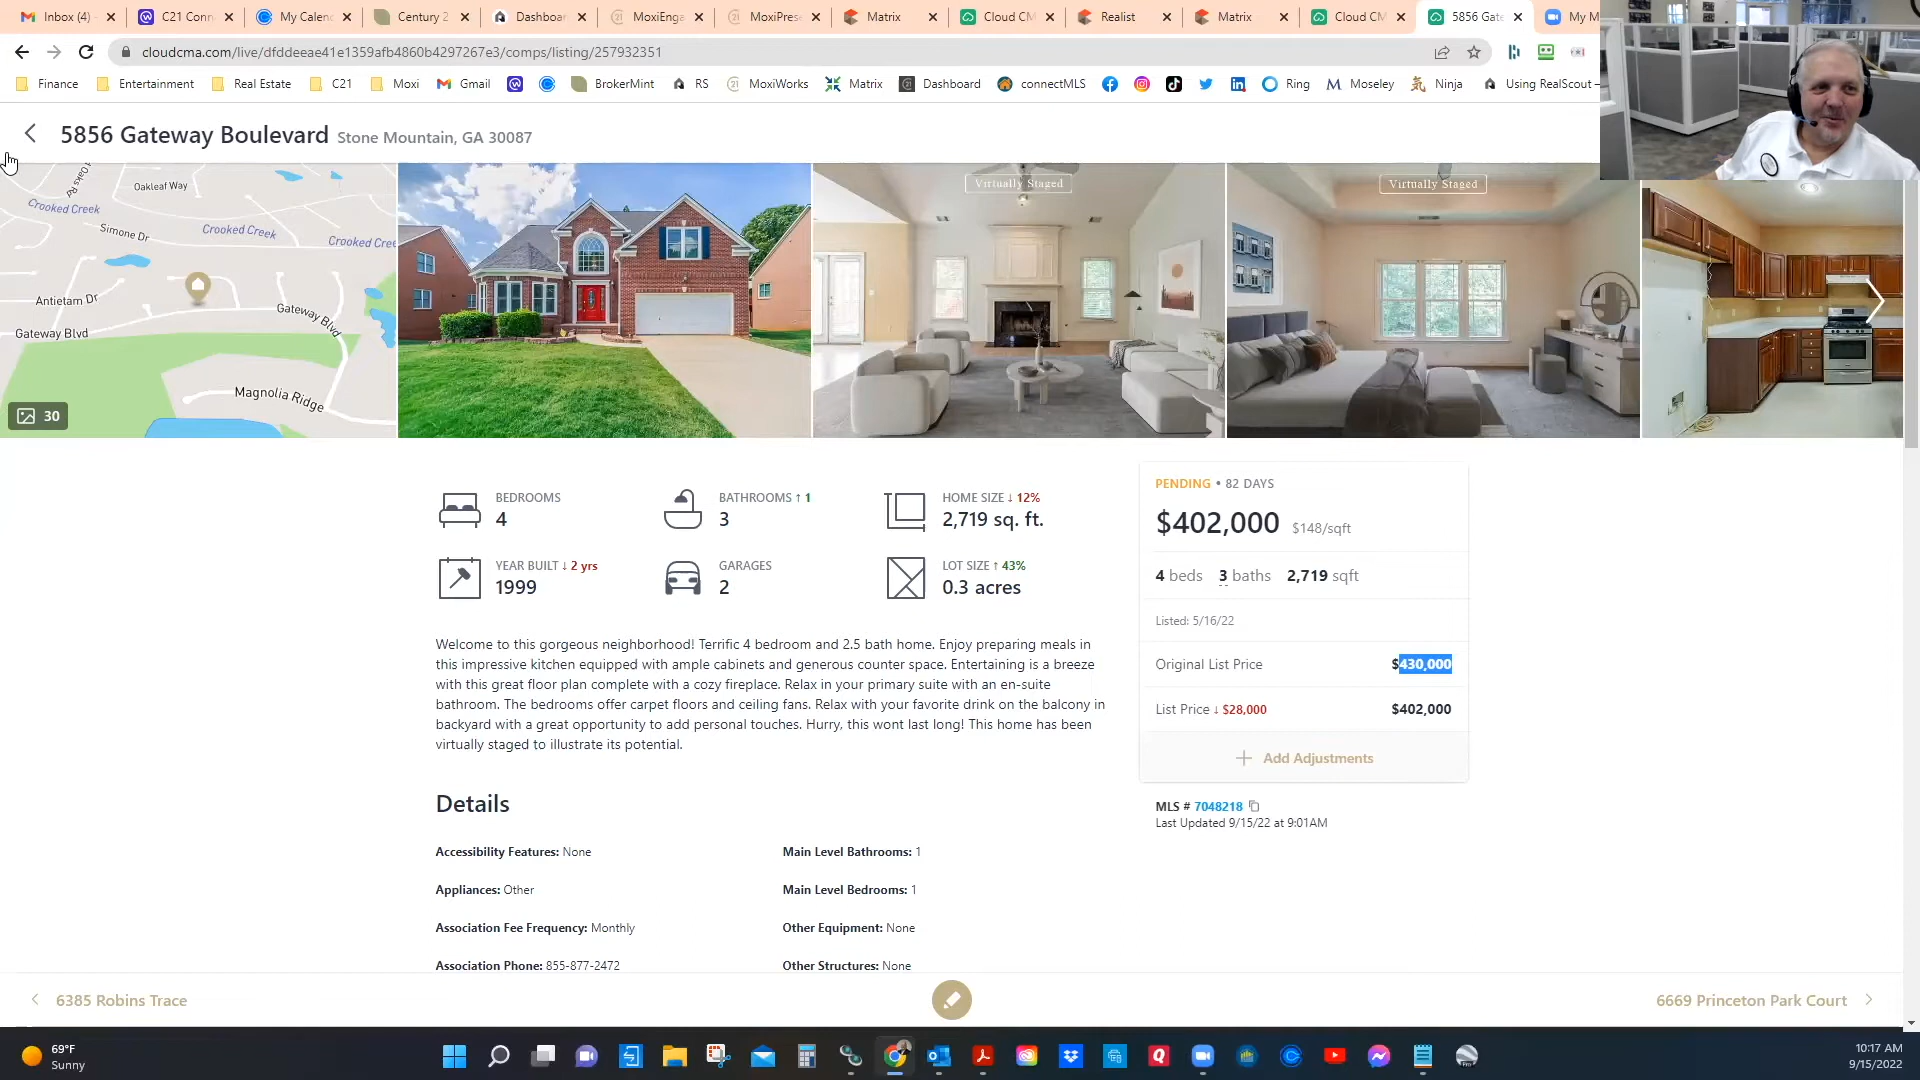 Inbox (4) -
C21 Conn
My Calend
Century 2
Dashboar
MoxiEnga
MoxiPres
Matrix
Cloud CM
Realist
Matrix
Cloud CM
5856 Gate
My M
cloudcma.com/live/dfddeeae41e1359afb4860b4297267e3/comps/listing/257932351
Finance
Entertainment
Real Estate
C21
Moxi
Gmail
BrokerMint
RS
MoxiWorks
Matrix
Dashboard
connectMLS
Ring
Moseley
Ninja
Using RealScout –
5856 Gateway Boulevard Stone Mountain, GA 30087
Oakleaf Way
Crooked Creek
Simone Dr
Crooked Creek
Crooked Cree
Antietam Dr
Gateway Blvd
Gateway Blvd
Magnolia Ridge
30
Virtually Staged
Virtually Staged
BEDROOMS
4
BATHROOMS ↑ 1
3
HOME SIZE ↓ 12%
2,719 sq. ft.
YEAR BUILT ↓ 2 yrs
1999
GARAGES
2
LOT SIZE ↑ 43%
0.3 acres
Welcome to this gorgeous neighborhood! Terrific 4 bedroom and 2.5 bath home. Enjoy preparing meals in
this impressive kitchen equipped with ample cabinets and generous counter space. Entertaining is a breeze
with this great floor plan complete with a cozy fireplace. Relax in your primary suite with an en-suite
bathroom. The bedrooms offer carpet floors and ceiling fans. Relax with your favorite drink on the balcony in
backyard with a great opportunity to add personal touches. Hurry, this wont last long! This home has been
virtually staged to illustrate its potential.
PENDING • 82 DAYS
$402,000 $148/sqft
4 beds 3 baths 2,719 sqft
Listed: 5/16/22
Original List Price $430,000
List Price ↓ $28,000 $402,000
+ Add Adjustments
MLS # 7048218
Last Updated 9/15/22 at 9:01AM
Details
Accessibility Features: None
Main Level Bathrooms: 1
Appliances: Other
Main Level Bedrooms: 1
Association Fee Frequency: Monthly
Other Equipment: None
Association Phone: 855-877-2472
Other Structures: None
6385 Robins Trace
6669 Princeton Park Court
69°F
Sunny
10:17 AM
9/15/2022